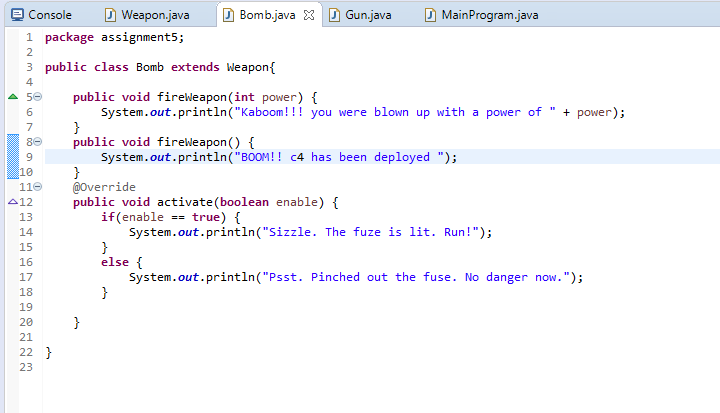 Console Weapon.java Bomb.java Gun.java MainProgram.java
1 package assignment5;
2
3 public class Bomb extends Weapon{
4
5 public void fireWeapon(int power) {
6 System.out.println("Kaboom!!! you were blown up with a power of " + power);
7 }
8 public void fireWeapon() {
9 System.out.println("BOOM!! c4 has been deployed ");
10 }
11 @Override
12 public void activate(boolean enable) {
13 if(enable == true) {
14 System.out.println("Sizzle. The fuze is lit. Run!");
15 }
16 else {
17 System.out.println("Psst. Pinched out the fuse. No danger now.");
18 }
19
20 }
21
22 }
23